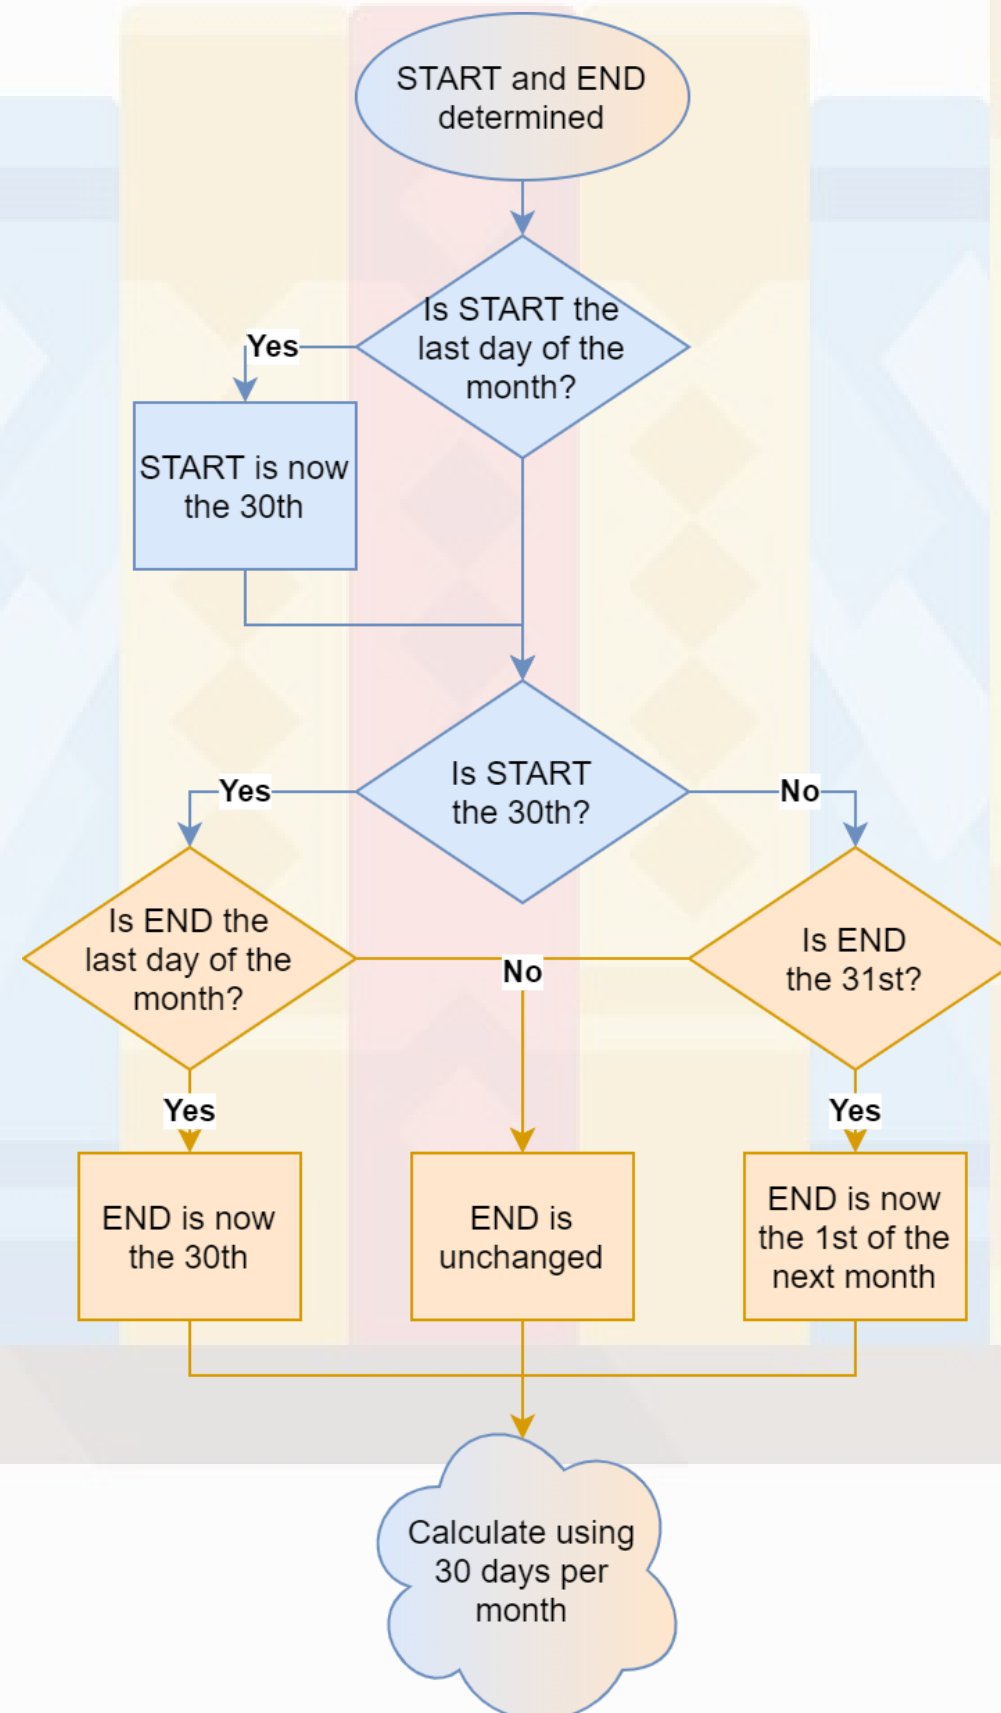 START and END
determined
Is START the
last day of the
month?
Yes
START is now
the 30th
Is START
the 30th?
Yes
No
Is END the
last day of the
month?
Is END
the 31st?
No
Yes
Yes
END is now
the 30th
END is
unchanged
END is now
the 1st of the
next month
Calculate using
30 days per
month